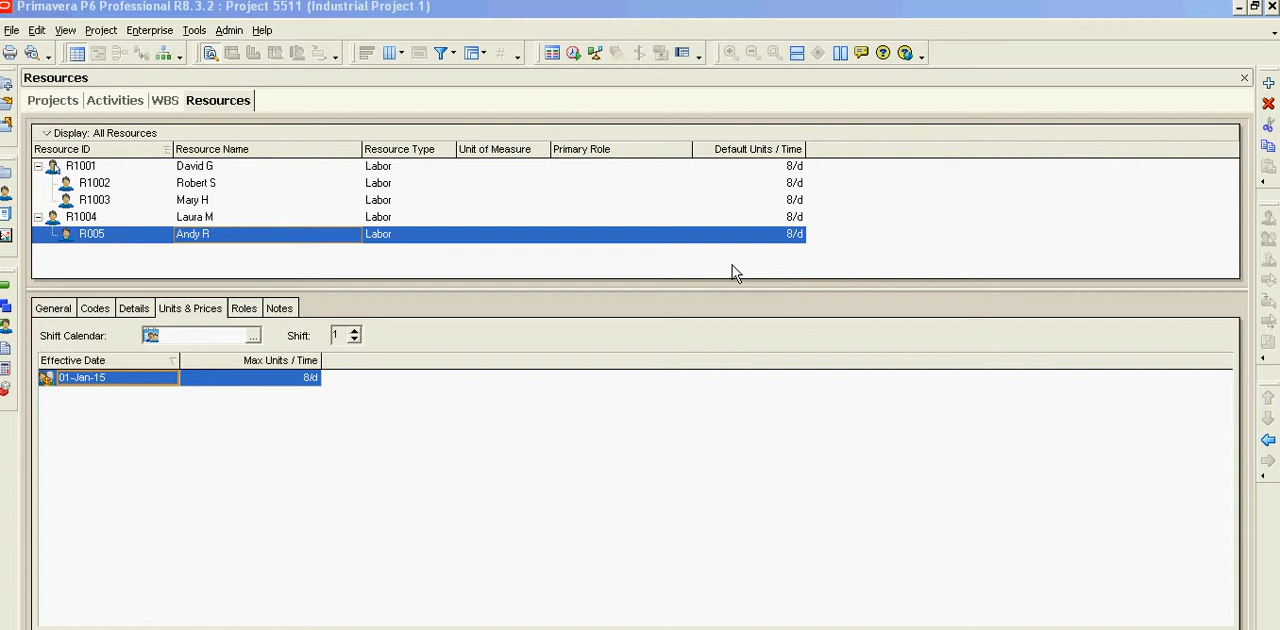 Primavera P6 Professional R8.3.2 : Project 5511 (Industrial Project 1)
File Edit View Project Enterprise Tools Admin Help
Resources
Projects Activities WBS Resources
Display: All Resources
Resource ID Resource Name Resource Type Unit of Measure Primary Role Default Units / Time
R1001 David G Labor 8/d
R1002 Robert S Labor 8/d
R1003 Mary H Labor 8/d
R1004 Laura M Labor 8/d
R005 Andy R Labor 8/d
General Codes Details Units & Prices Roles Notes
Shift Calendar: ... Shift: 1
Effective Date Max Units / Time
01-Jan-15 8/d